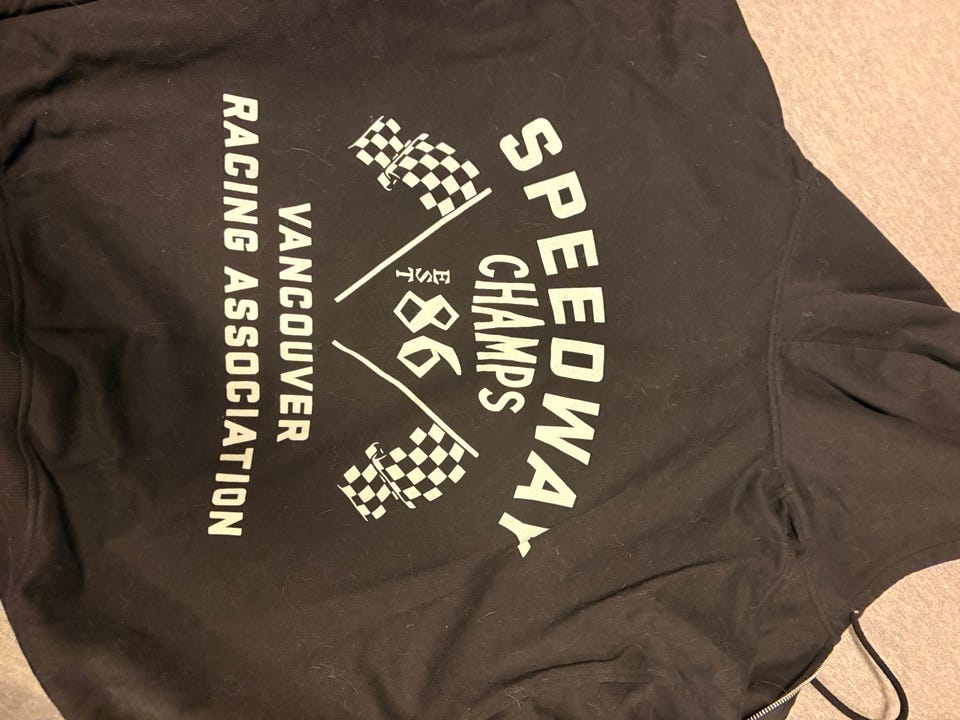 SPEEDWAY
CHAMPS
EST 86
VANCOUVER
RACING ASSOCIATION